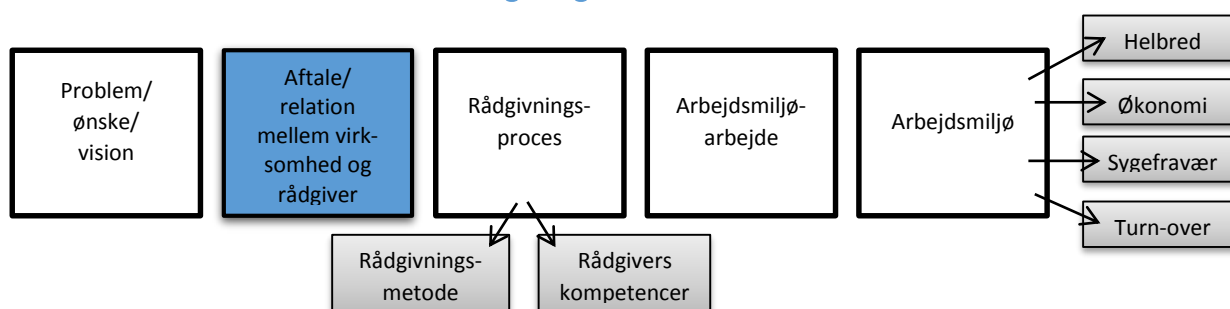 Problem/
ønske/
vision
Aftale/
relation
mellem virk-
somhed og
rådgiver
Rådgivnings-
proces
Arbejdsmiljø-
arbejde
Arbejdsmiljø
Helbred
Økonomi
Sygefravær
Turn-over
Rådgivnings-
metode
Rådgivers
kompetencer